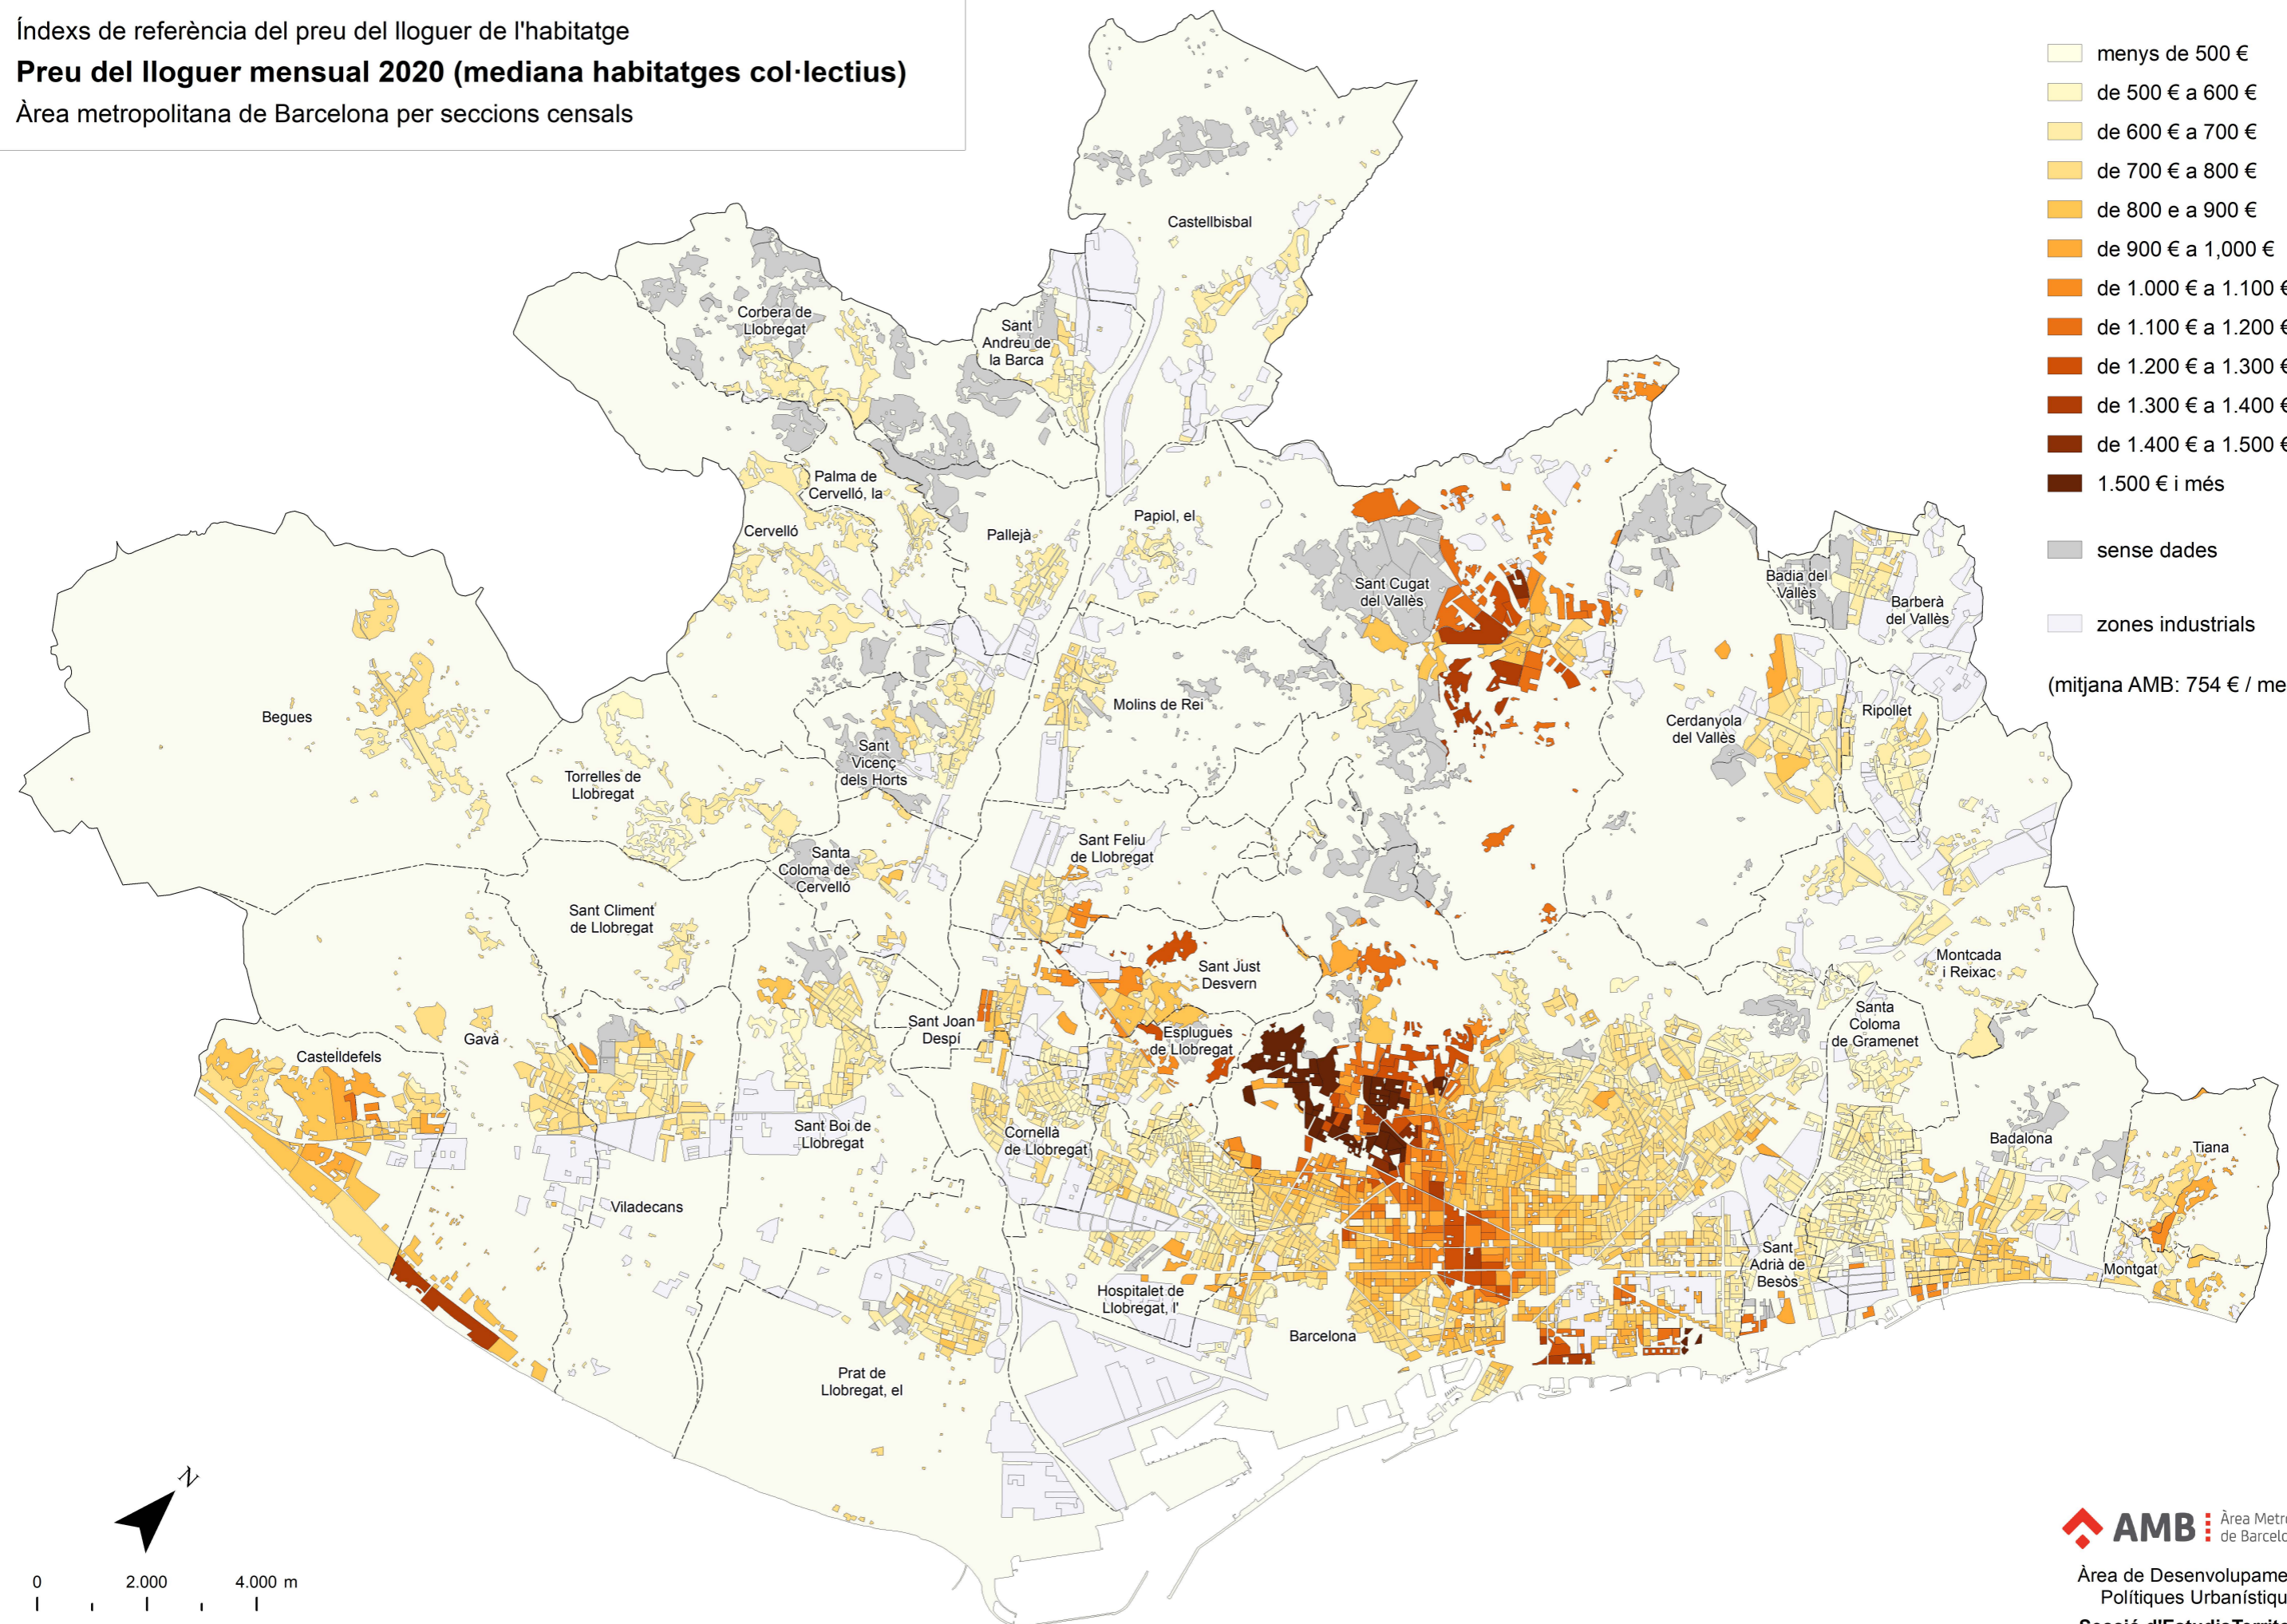 Índexs de referència del preu del lloguer de l'habitatge
Preu del lloguer mensual 2020 (mediana habitatges col·lectius)
Àrea metropolitana de Barcelona per seccions censals
menys de 500 €
de 500 € a 600 €
de 600 € a 700 €
de 700 € a 800 €
de 800 e a 900 €
de 900 € a 1,000 €
de 1.000 € a 1.100 €
de 1.100 € a 1.200 €
de 1.200 € a 1.300 €
de 1.300 € a 1.400 €
de 1.400 € a 1.500 €
1.500 € i més
sense dades
zones industrials
(mitjana AMB: 754 € / me
Castellbisbal
Corbera de
Llobregat
Sant
Andreu de
la Barca
Palma de
Cervelló, la
Cervelló
Pallejà
Papiol, el
Sant Cugat
del Vallès
Badia del
Vallès
Barberà
del Vallès
Begues
Torrelles de
Llobregat
Sant
Vicenç
dels Horts
Molins de Rei
Cerdanyola
del Vallès
Ripollet
Santa
Coloma de
Cervelló
Sant Feliu
de Llobregat
Sant Climent
de Llobregat
Sant Just
Desvern
Montcada
i Reixac
Santa
Coloma
de Gramenet
Castelldefels
Gavà
Sant Joan
Despí
Esplugues
de Llobregat
Sant Boi de
Llobregat
Cornellà
de Llobregat
Badalona
Tiana
Viladecans
Sant
Adrià de
Besòs
Montgat
Hospitalet de
Llobregat, l'
Barcelona
Prat de
Llobregat, el
N
0 2.000 4.000 m
AMB Àrea Metro
de Barcelo
Àrea de Desenvolupame
Polítiques Urbanístiqu
Secció d'EstudisTerrito